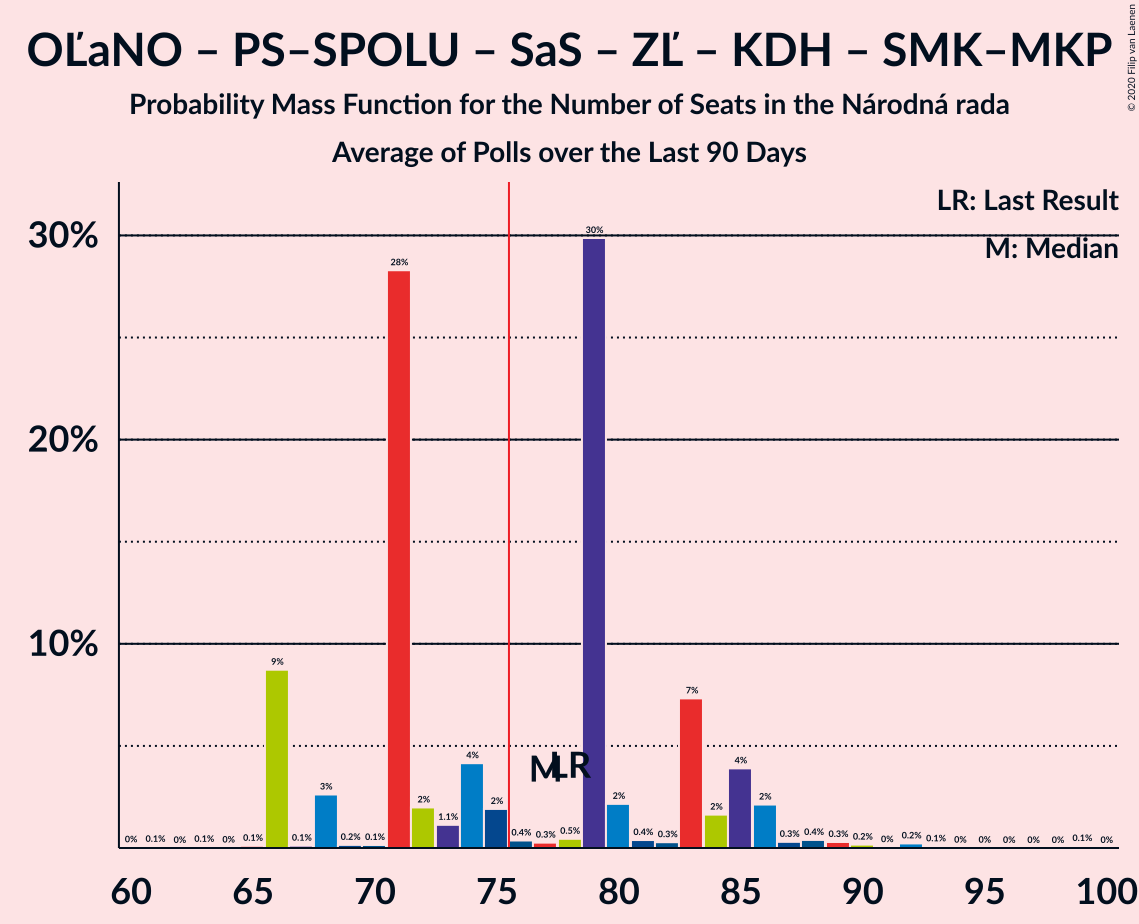 OĽaNO – PS–SPOLU – SaS – ZĽ – KDH – SMK–MKP
Probability Mass Function for the Number of Seats in the Národná rada
Average of Polls over the Last 90 Days
© 2020 Filip van Laenen
LR: Last Result
M: Median
30%
20%
10%
0% 0.1% 0% 0.1% 0% 0.1% 9% 0.1% 3% 0.2% 0.1% 28% 2% 1.1% 4% 2% 0.4% 0.3% 0.5% 30% 2% 0.4% 0.3% 7% 2% 4% 2% 0.3% 0.4% 0.3% 0.2% 0% 0.2% 0.1% 0% 0% 0% 0% 0% 0.1% 0%
M LR
60 65 70 75 80 85 90 95 100